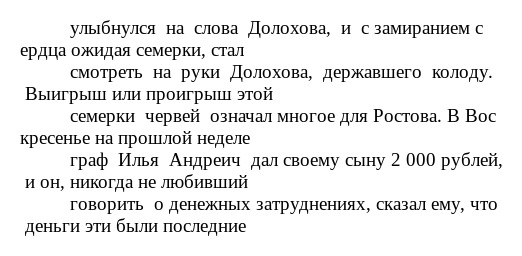 улыбнулся на слова Долохова, и с замиранием с
ердца ожидая семерки, стал
смотреть на руки Долохова, державшего колоду.
Выигрыш или проигрыш этой
семерки червей означал многое для Ростова. В Вос
кресенье на прошлой неделе
граф Илья Андреич дал своему сыну 2 000 рублей,
и он, никогда не любивший
говорить о денежных затруднениях, сказал ему, что
деньги эти были последние